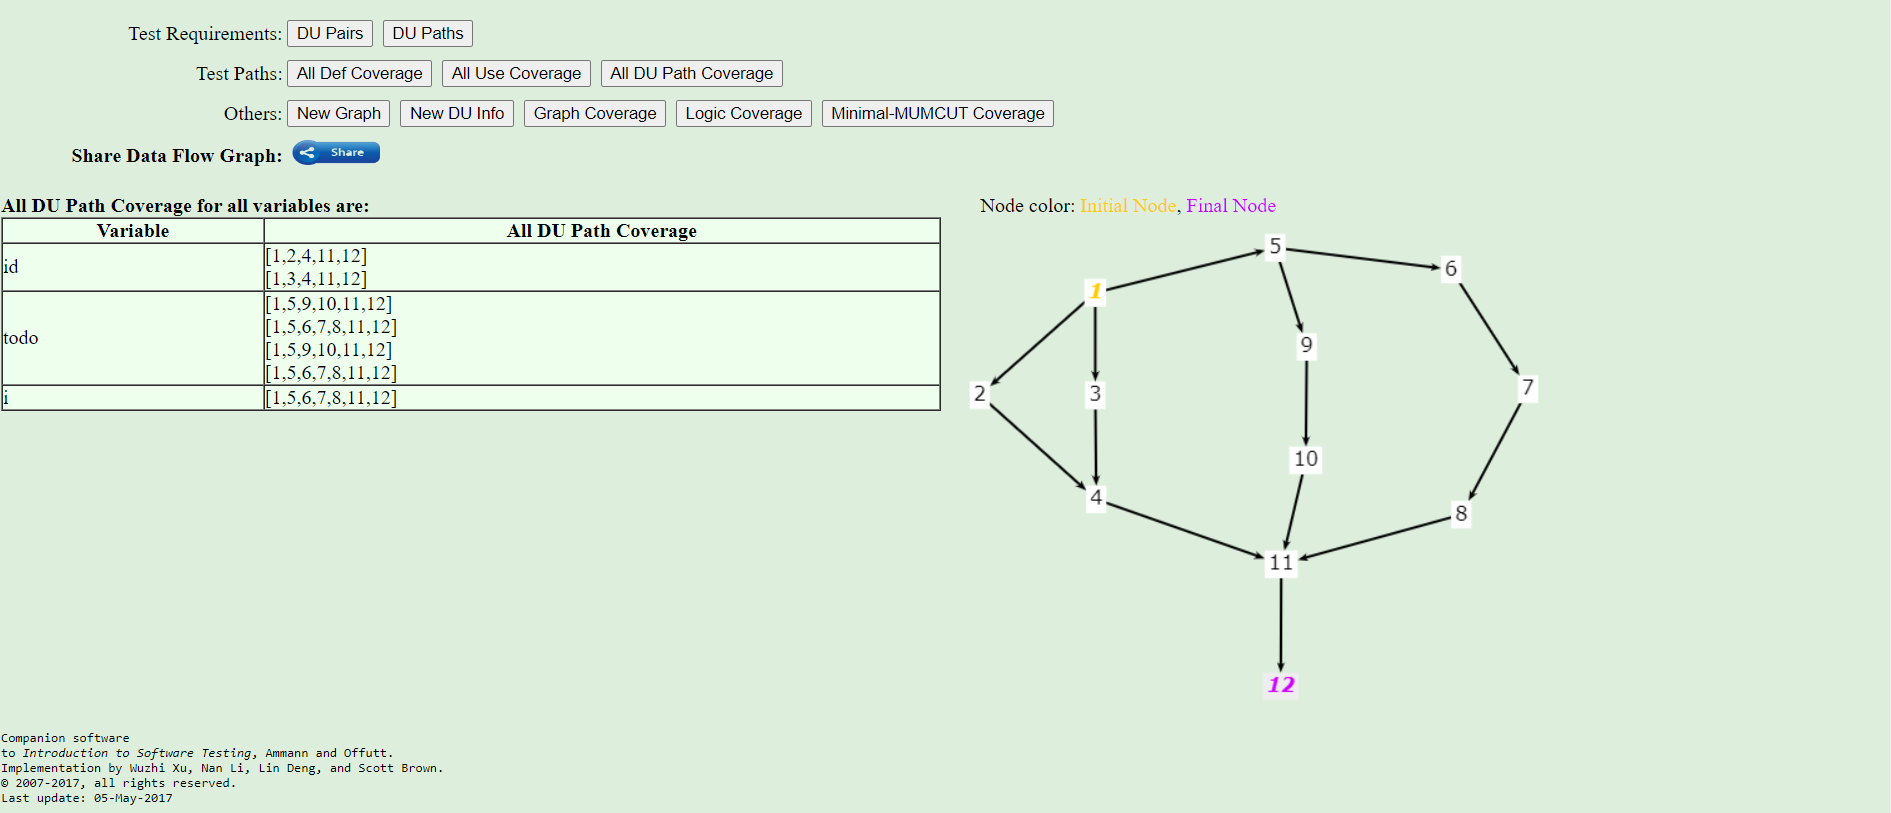 Test Requirements: DU Pairs DU Paths
Test Paths: All Def Coverage All Use Coverage All DU Path Coverage
Others: New Graph New DU Info Graph Coverage Logic Coverage Minimal-MUMCUT Coverage
Share Data Flow Graph: Share
All DU Path Coverage for all variables are:
Variable All DU Path Coverage
id
[1,2,4,11,12]
[1,3,4,11,12]
todo
[1,5,9,10,11,12]
[1,5,6,7,8,11,12]
[1,5,9,10,11,12]
[1,5,6,7,8,11,12]
i [1,5,6,7,8,11,12]
Node color: Initial Node, Final Node
5
6
1
9
7
2
3
10
4
8
11
12
Companion software
to Introduction to Software Testing, Ammann and Offutt.
Implementation by Wuzhi Xu, Nan Li, Lin Deng, and Scott Brown.
© 2007-2017, all rights reserved.
Last update: 05-May-2017